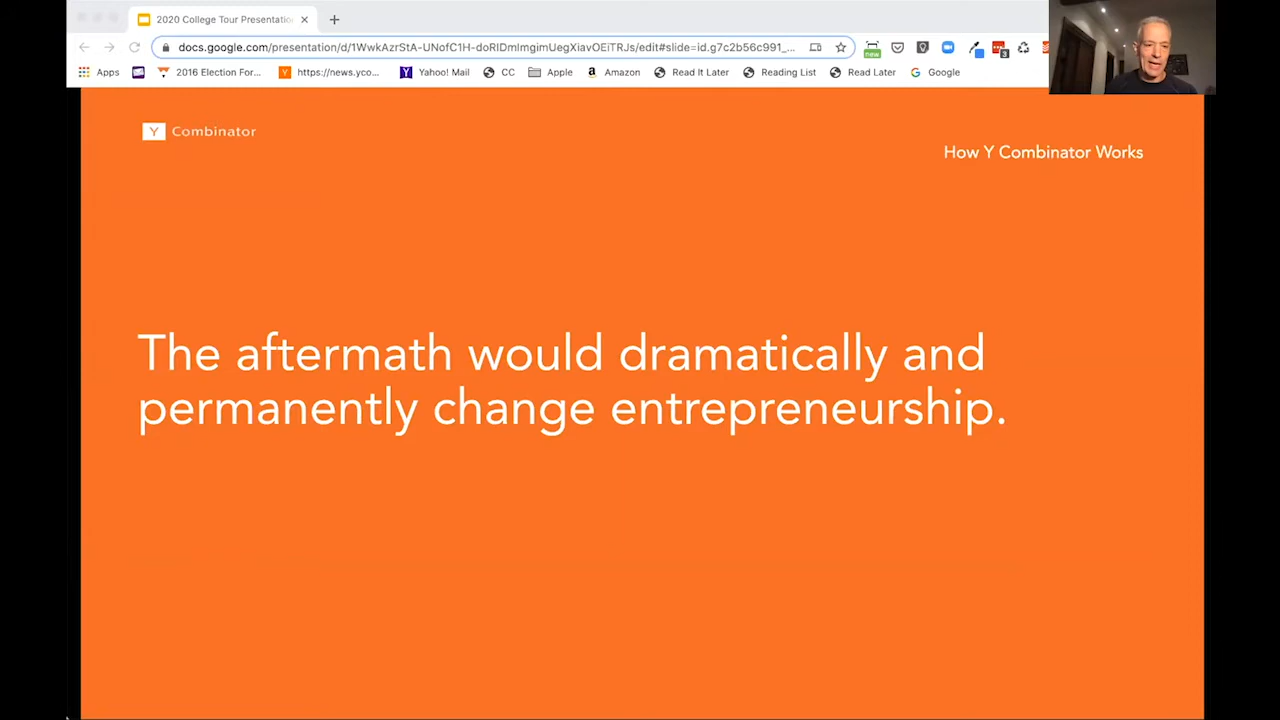 2020 College Tour Presentation
docs.google.com/presentation/d/1WwkAzrStA-UNofC1H-doRIDmImgimUegXiavOEiTRJs/edit#slide=id.g7c2b56c991_...
new
3
Apps
2016 Election For...
https://news.yco...
Yahoo! Mail
CC
Apple
Amazon
Read It Later
Reading List
Read Later
Google
Y Combinator
How Y Combinator Works
The aftermath would dramatically and
permanently change entrepreneurship.